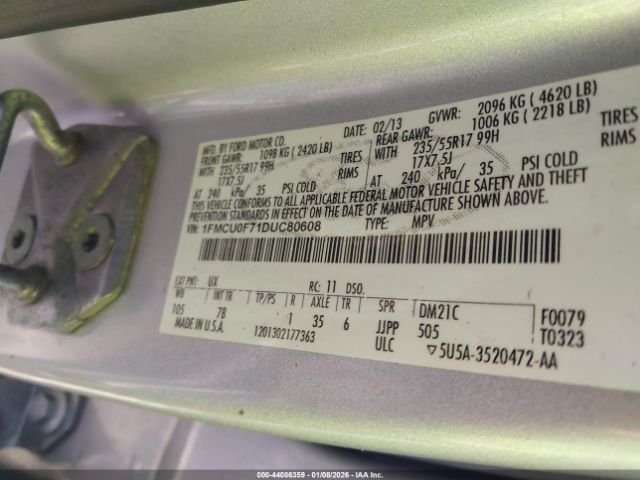 MFD. BY FORD MOTOR CO. DATE: 02/13 GVWR: 2096 KG ( 4620 LB)
FRONT GAWR: 1098 KG ( 2420 LB) REAR GAWR: 1006 KG ( 2218 LB)
WITH 235/55R17 99H TIRES WITH 235/55R17 99H TIRES
17X7.5J RIMS 17X7.5J RIMS
AT 240 kPa/ 35 PSI COLD AT 240 kPa/ 35 PSI COLD
THIS VEHICLE CONFORMS TO ALL APPLICABLE FEDERAL MOTOR VEHICLE SAFETY AND THEFT
PREVENTION STANDARDS IN EFFECT ON THE DATE OF MANUFACTURE SHOWN ABOVE.
VIN: 1FMCU0F71DUC80608 TYPE: MPV
EXT PNT: UX RC: 11 DSO:
WB INT TR TP/PS R AXLE TR SPR DM21C F0079
105 7B 1 35 6 JJPP 505 T0323
MADE IN U.S.A. 1201302177363 ULC ▽5U5A-3520472-AA
000-44086359 - 01/08/2026 - IAA Inc.